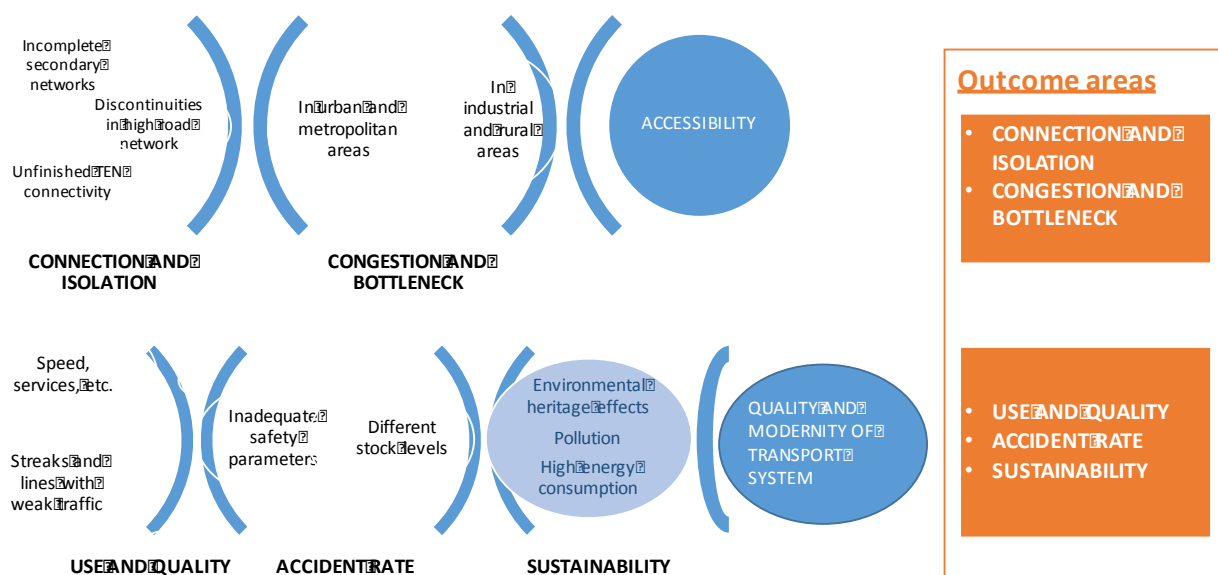 Incomplete
secondary
networks
Discontinuities
in high road
network
Unfinished TEN
connectivity
In urban and
metropolitan
areas
In
industrial
and rural
areas
ACCESSIBILITY
CONNECTION AND
ISOLATION
CONGESTION AND
BOTTLENECK
Speed,
services, etc.
Streaks and
lines with
weak traffic
Inadequate
safety
parameters
Different
stock levels
Environmental
heritage effects
Pollution
High energy
consumption
QUALITY AND
MODERNITY OF
TRANSPORT
SYSTEM
USE AND QUALITY
ACCIDENT RATE
SUSTAINABILITY
Outcome areas
• CONNECTION AND
ISOLATION
• CONGESTION AND
BOTTLENECK
• USE AND QUALITY
• ACCIDENT RATE
• SUSTAINABILITY